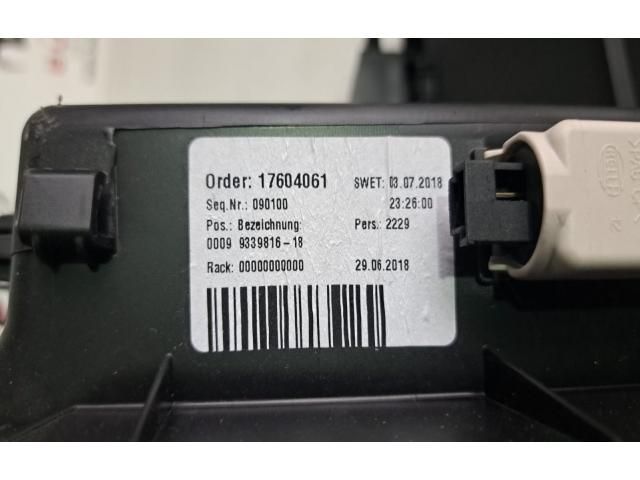 Order: 17604061 SWET: 03.07.2018
Seq.Nr.: 090100 23:26:00
Pos.: Bezeichnung: Pers.: 2229
0009 9339816-18
Rack: 00000000000 29.06.2018